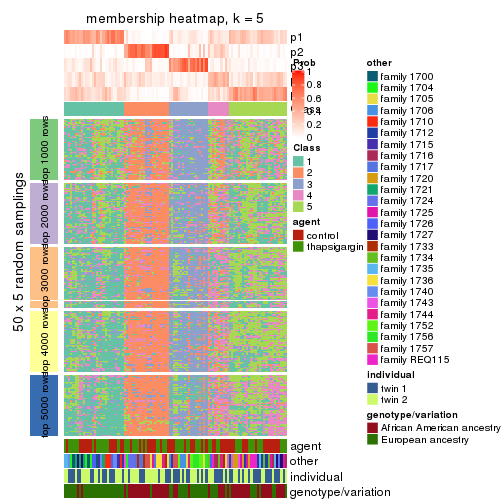 membership heatmap, k = 5
p1
p2
p3
Prob
1
0.8
0.6
0.4
0.2
0
Class
1
2
3
4
5
agent
control
thapsigargin
other
family 1700
family 1704
family 1705
family 1706
family 1710
family 1712
family 1715
family 1716
family 1717
family 1720
family 1721
family 1724
family 1725
family 1726
family 1727
family 1733
family 1734
family 1735
family 1736
family 1740
family 1743
family 1744
family 1752
family 1756
family 1757
family REQ115
individual
twin 1
twin 2
genotype/variation
African American ancestry
European ancestry
50 x 5 random samplings
top 1000 rows
top 2000 rows
top 3000 rows
top 4000 rows
top 5000 rows
agent
other
individual
genotype/variation